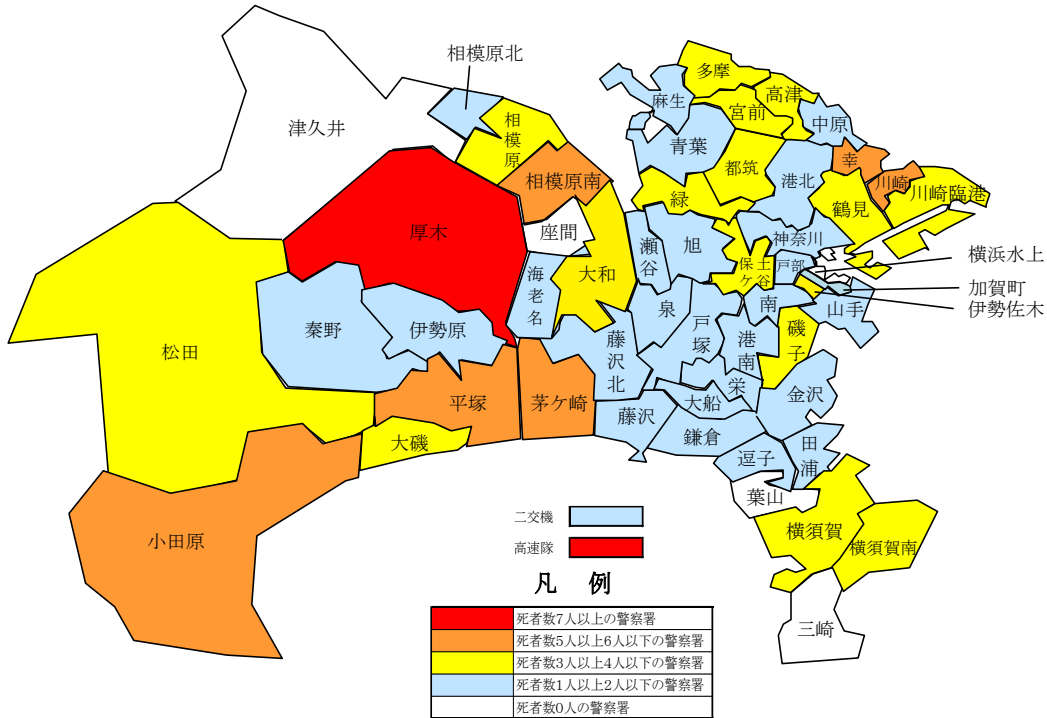 相模原北
多摩
高津
麻生
宮前
中原
津久井
相模原
青葉
都筑
港北
幸
川崎
川崎臨港
相模原南
緑
鶴見
厚木
座間
瀬谷
旭
神奈川
保土ケ谷
戸部
横浜水上
海老名
大和
加賀町
伊勢佐木
南
山手
秦野
伊勢原
泉
戸塚
港南
磯子
松田
藤沢北
栄
平塚
茅ケ崎
大船
金沢
藤沢
鎌倉
大磯
逗子
田浦
葉山
小田原
横須賀
横須賀南
三崎
二交機
高速隊
凡 例
死者数7人以上の警察署
死者数5人以上6人以下の警察署
死者数3人以上4人以下の警察署
死者数1人以上2人以下の警察署
死者数0人の警察署